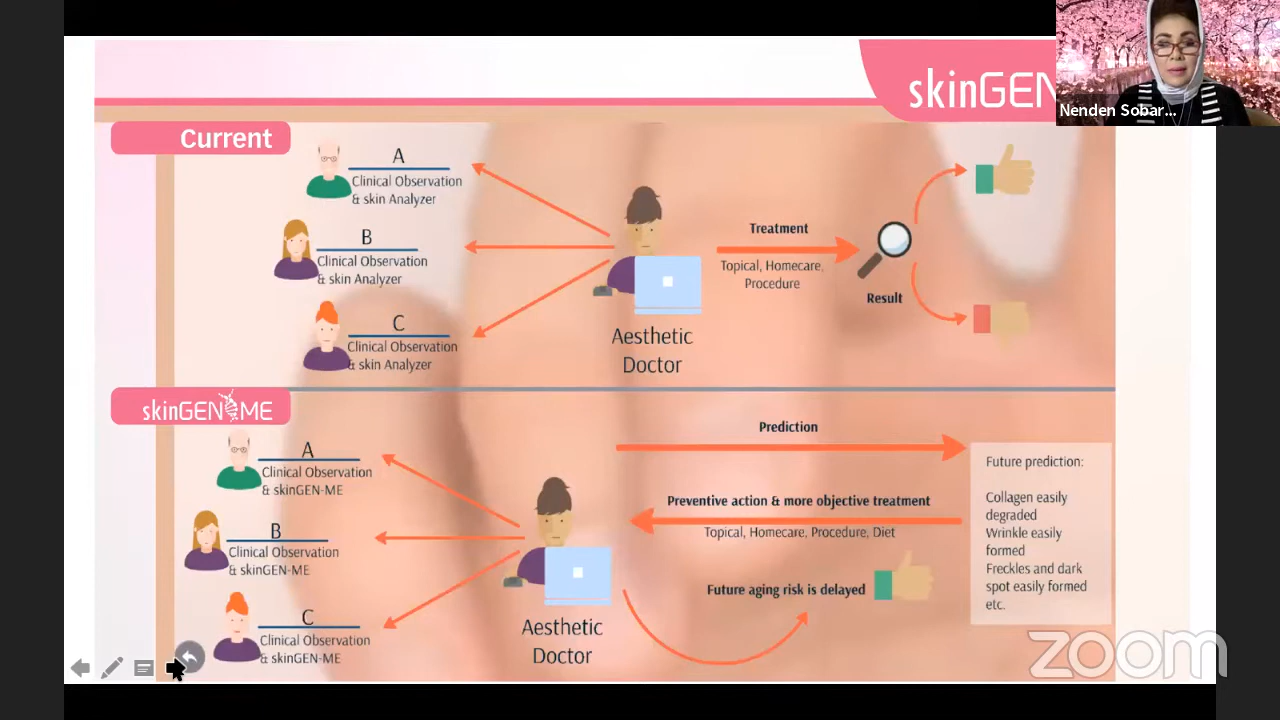 skinGEN
Nenden Sobar...
Current
A
Clinical Observation
& skin Analyzer
B
Clinical Observation
& skin Analyzer
C
Clinical Observation
& skin Analyzer
Aesthetic
Doctor
Treatment
Topical, Homecare,
Procedure
Result
skinGEN ME
A
Clinical Observation
& skinGEN-ME
B
Clinical Observation
& skinGEN-ME
C
Clinical Observation
& skinGEN-ME
Aesthetic
Doctor
Prediction
Preventive action & more objective treatment
Topical, Homecare, Procedure, Diet
Future aging risk is delayed
Future prediction:
Collagen easily
degraded
Wrinkle easily
formed
Freckles and dark
spot easily formed
etc.
zoom